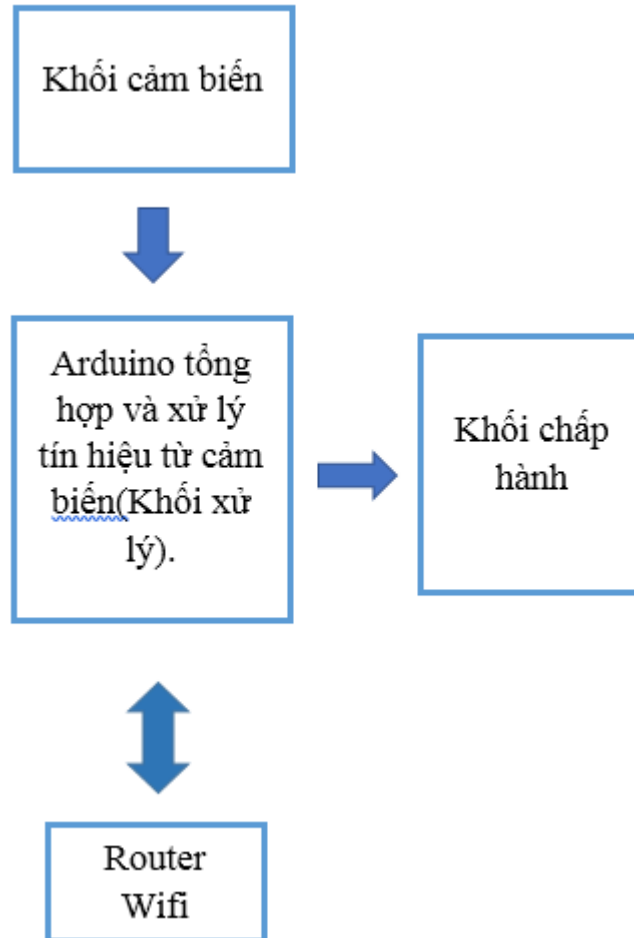 Khối cảm biến
Arduino tổng
hợp và xử lý
tín hiệu từ cảm
biến(Khối xử
lý).
Khối chấp
hành
Router
Wifi